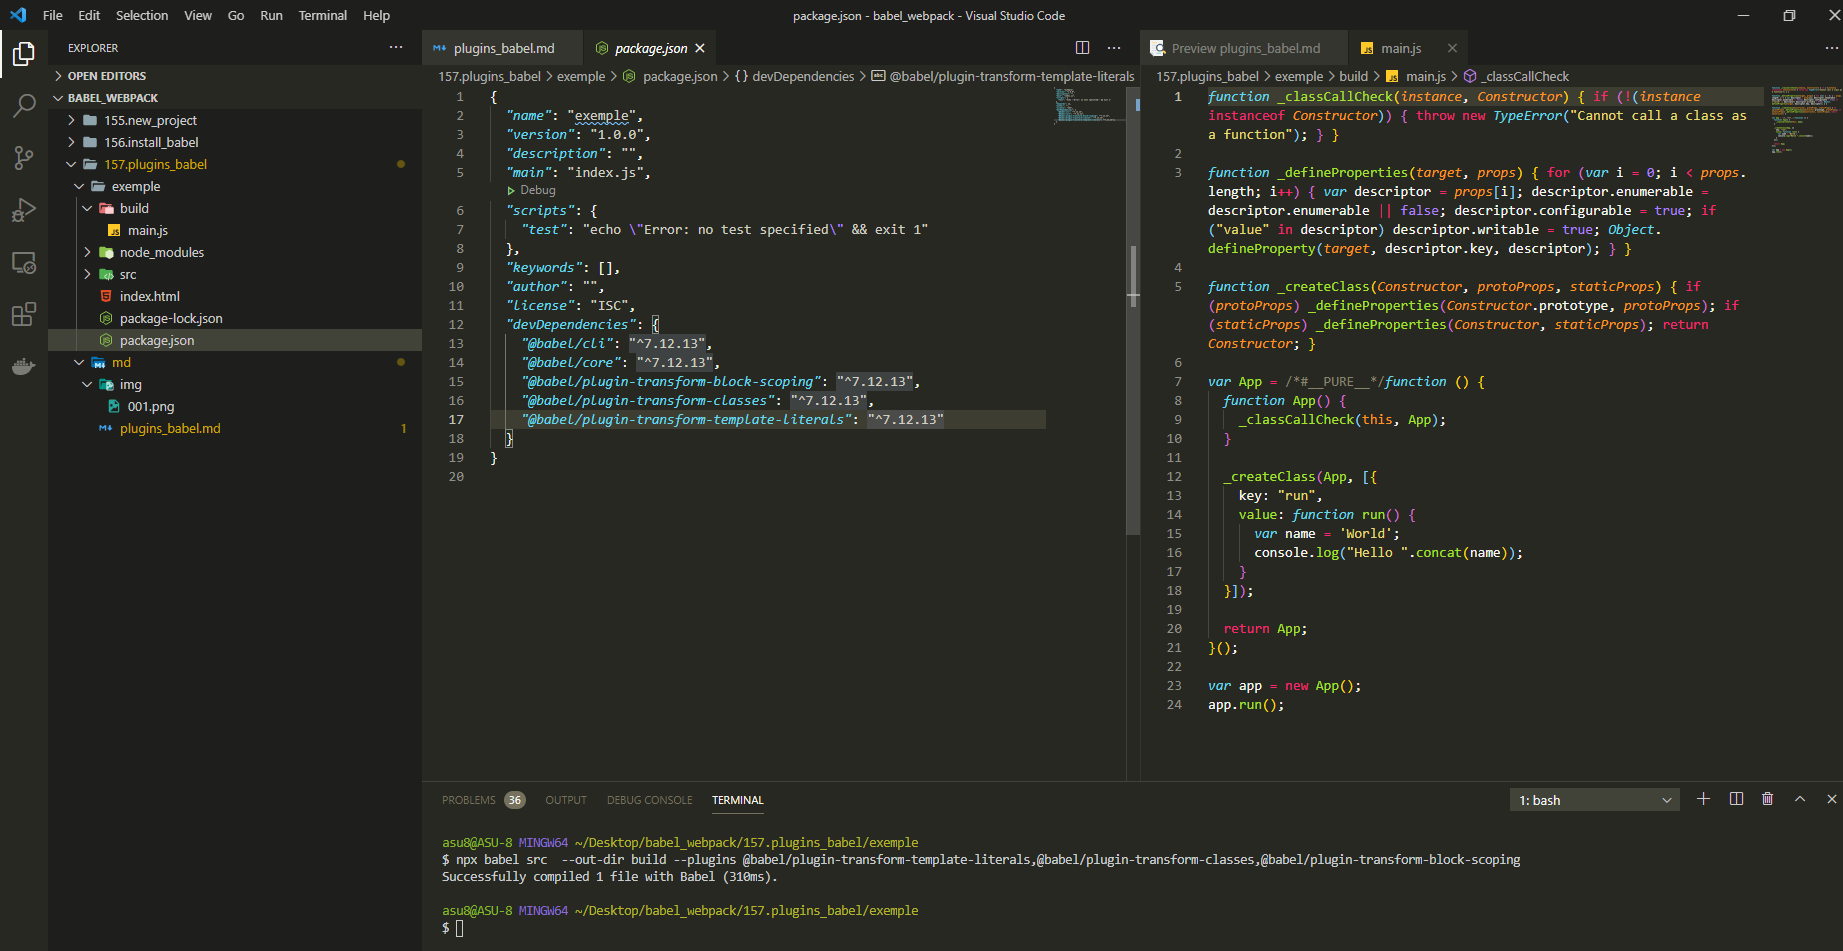 File Edit Selection View Go Run Terminal Help
package.json - babel_webpack - Visual Studio Code
EXPLORER
OPEN EDITORS
BABEL_WEBPACK
155.new_project
156.install_babel
157.plugins_babel
exemple
build
main.js
node_modules
src
index.html
package-lock.json
package.json
md
img
001.png
plugins_babel.md 1
plugins_babel.md package.json
157.plugins_babel > exemple > package.json > {} devDependencies > @babel/plugin-transform-template-literals
1 {
2 "name": "exemple",
3 "version": "1.0.0",
4 "description": "",
5 "main": "index.js",
Debug
6 "scripts": {
7 "test": "echo \"Error: no test specified\" && exit 1"
8 },
9 "keywords": [],
10 "author": "",
11 "license": "ISC",
12 "devDependencies": {
13 "@babel/cli": "^7.12.13",
14 "@babel/core": "^7.12.13",
15 "@babel/plugin-transform-block-scoping": "^7.12.13",
16 "@babel/plugin-transform-classes": "^7.12.13",
17 "@babel/plugin-transform-template-literals": "^7.12.13"
18 }
19 }
20
Preview plugins_babel.md main.js
157.plugins_babel > exemple > build > main.js > _classCallCheck
1 function _classCallCheck(instance, Constructor) { if (!(instance
instanceof Constructor)) { throw new TypeError("Cannot call a class as
a function"); } }
2
3 function _defineProperties(target, props) { for (var i = 0; i < props.
length; i++) { var descriptor = props[i]; descriptor.enumerable =
descriptor.enumerable || false; descriptor.configurable = true; if
("value" in descriptor) descriptor.writable = true; Object.
defineProperty(target, descriptor.key, descriptor); } }
4
5 function _createClass(Constructor, protoProps, staticProps) { if
(protoProps) _defineProperties(Constructor.prototype, protoProps); if
(staticProps) _defineProperties(Constructor, staticProps); return
Constructor; }
6
7 var App = /*#__PURE__*/function () {
8 function App() {
9 _classCallCheck(this, App);
10 }
11
12 _createClass(App, [{
13 key: "run",
14 value: function run() {
15 var name = 'World';
16 console.log("Hello ".concat(name));
17 }
18 }]);
19
20 return App;
21 }();
22
23 var app = new App();
24 app.run();
PROBLEMS 36 OUTPUT DEBUG CONSOLE TERMINAL 1: bash
asu8@ASU-8 MINGW64 ~/Desktop/babel_webpack/157.plugins_babel/exemple
$ npx babel src  --out-dir build --plugins @babel/plugin-transform-template-literals,@babel/plugin-transform-classes,@babel/plugin-transform-block-scoping
Successfully compiled 1 file with Babel (310ms).
asu8@ASU-8 MINGW64 ~/Desktop/babel_webpack/157.plugins_babel/exemple
$